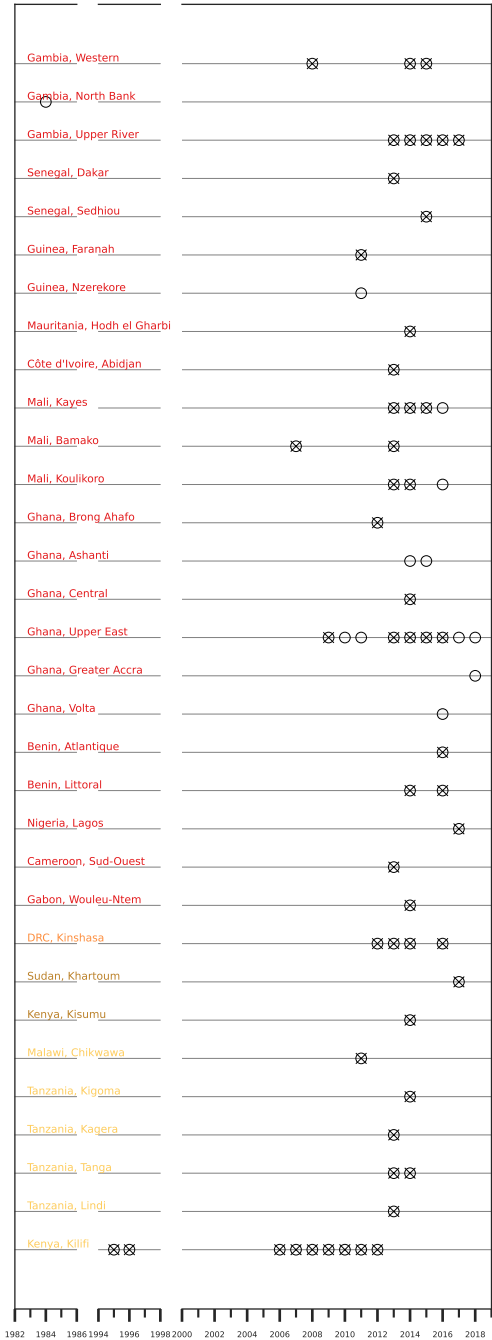 Gambia, Western
Gambia, North Bank
Gambia, Upper River
Senegal, Dakar
Senegal, Sedhiou
Guinea, Faranah
Guinea, Nzerekore
Mauritania, Hodh el Gharbi
Côte d'Ivoire, Abidjan
Mali, Kayes
Mali, Bamako
Mali, Koulikoro
Ghana, Brong Ahafo
Ghana, Ashanti
Ghana, Central
Ghana, Upper East
Ghana, Greater Accra
Ghana, Volta
Benin, Atlantique
Benin, Littoral
Nigeria, Lagos
Cameroon, Sud-Ouest
Gabon, Wouleu-Ntem
DRC, Kinshasa
Sudan, Khartoum
Kenya, Kisumu
Malawi, Chikwawa
Tanzania, Kigoma
Tanzania, Kagera
Tanzania, Tanga
Tanzania, Lindi
Kenya, Kilifi
1982 1984 1986 1994 1996 1998 2000 2002 2004 2006 2008 2010 2012 2014 2016 2018